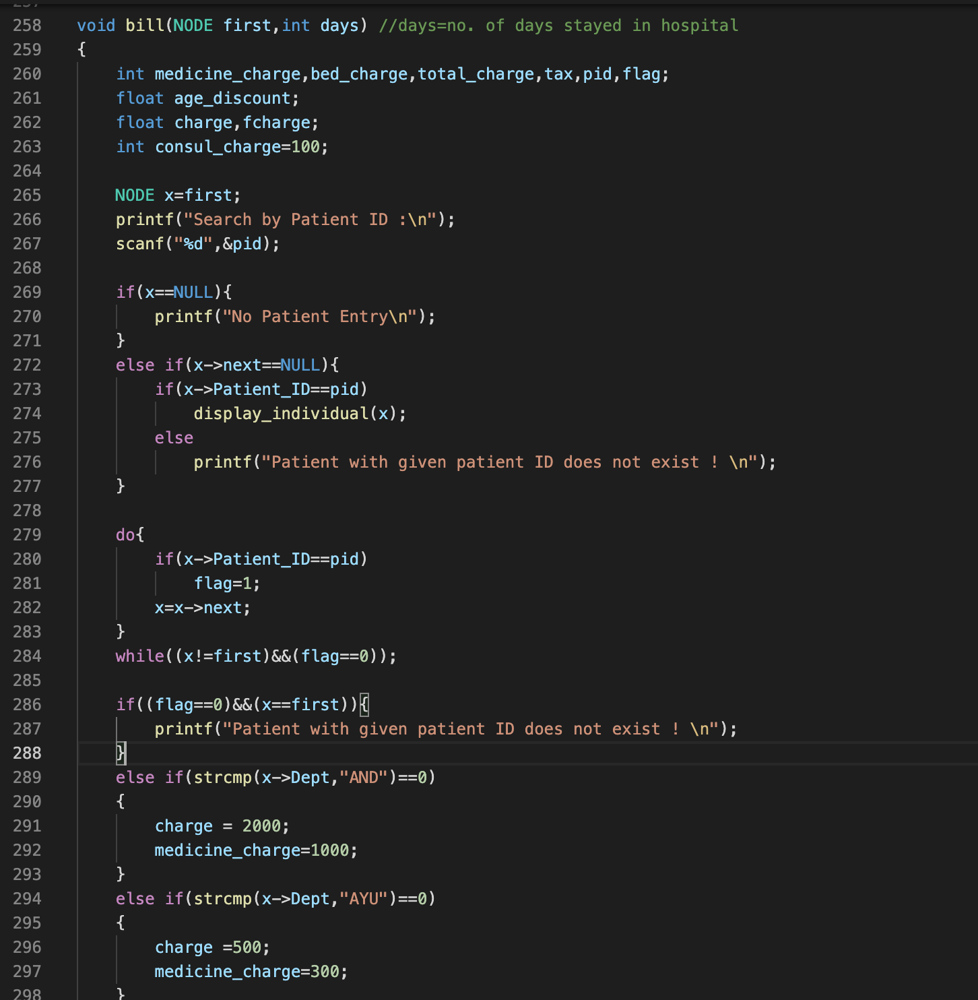 257
258 void bill(NODE first,int days) //days=no. of days stayed in hospital
259 {
260     int medicine_charge,bed_charge,total_charge,tax,pid,flag;
261     float age_discount;
262     float charge,fcharge;
263     int consul_charge=100;
264
265     NODE x=first;
266     printf("Search by Patient ID :\n");
267     scanf("%d",&pid);
268
269     if(x==NULL){
270         printf("No Patient Entry\n");
271     }
272     else if(x->next==NULL){
273         if(x->Patient_ID==pid)
274             display_individual(x);
275         else
276             printf("Patient with given patient ID does not exist ! \n");
277     }
278
279     do{
280         if(x->Patient_ID==pid)
281             flag=1;
282         x=x->next;
283     }
284     while((x!=first)&&(flag==0));
285
286     if((flag==0)&&(x==first)){
287         printf("Patient with given patient ID does not exist ! \n");
288     }
289     else if(strcmp(x->Dept,"AND")==0)
290     {
291         charge = 2000;
292         medicine_charge=1000;
293     }
294     else if(strcmp(x->Dept,"AYU")==0)
295     {
296         charge =500;
297         medicine_charge=300;
298     }